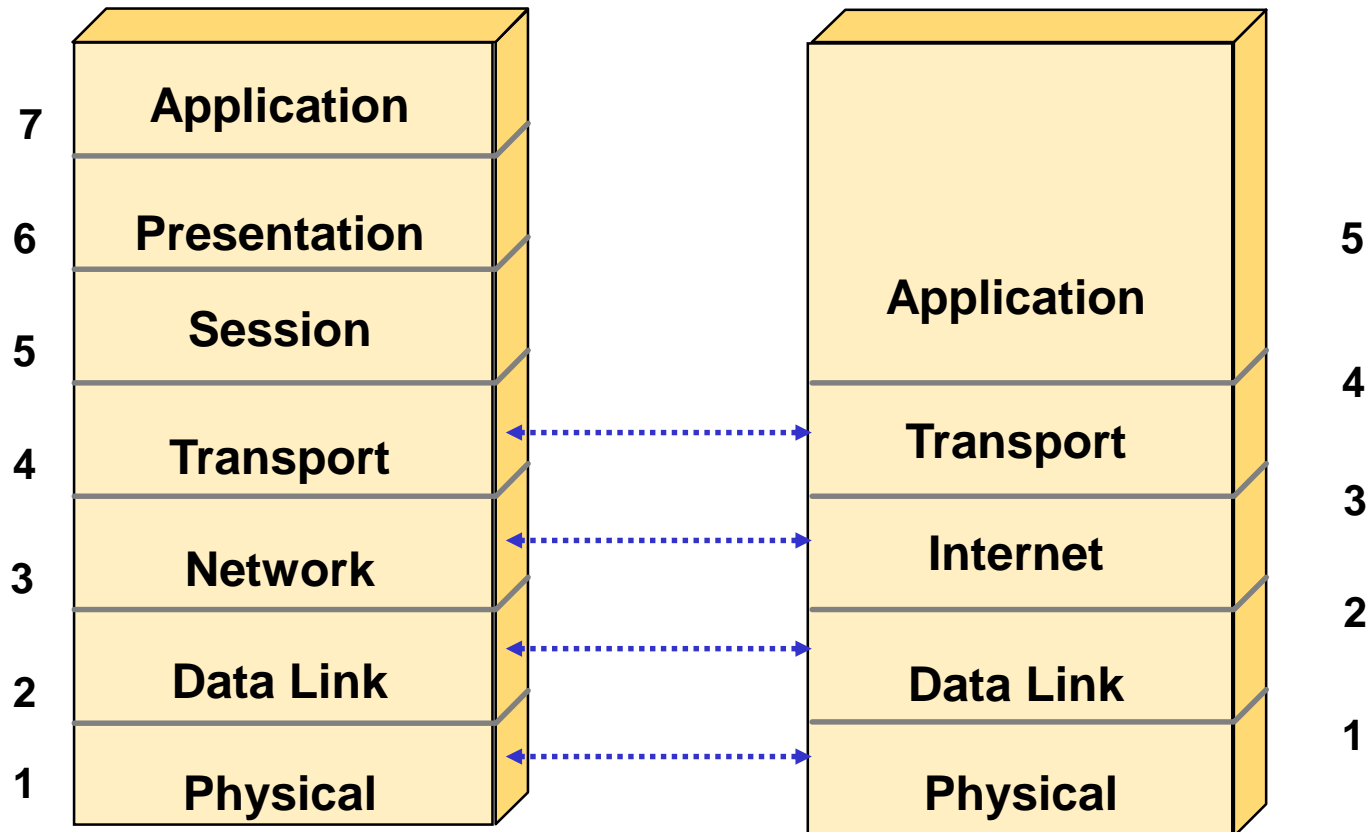 7 Application
6 Presentation
5 Session
4 Transport
3 Network
2 Data Link
1 Physical
Application 5
4
Transport
3
Internet
2
Data Link
1
Physical